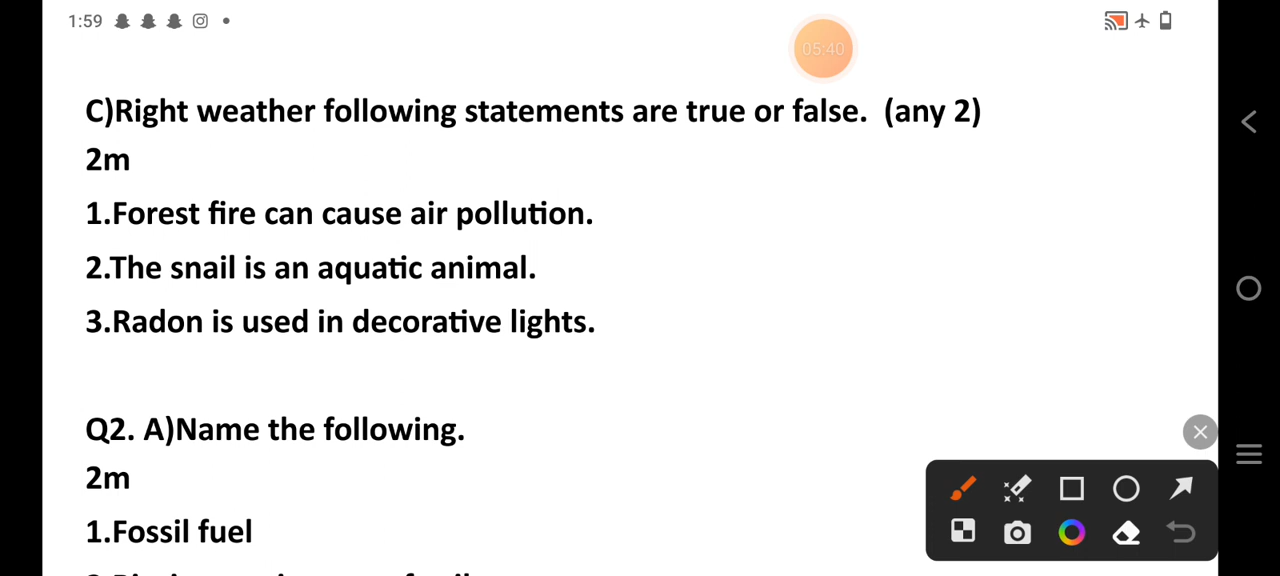 1:59
05:40
C)Right weather following statements are true or false. (any 2)
2m
1.Forest fire can cause air pollution.
2.The snail is an aquatic animal.
3.Radon is used in decorative lights.
Q2. A)Name the following.
2m
1.Fossil fuel